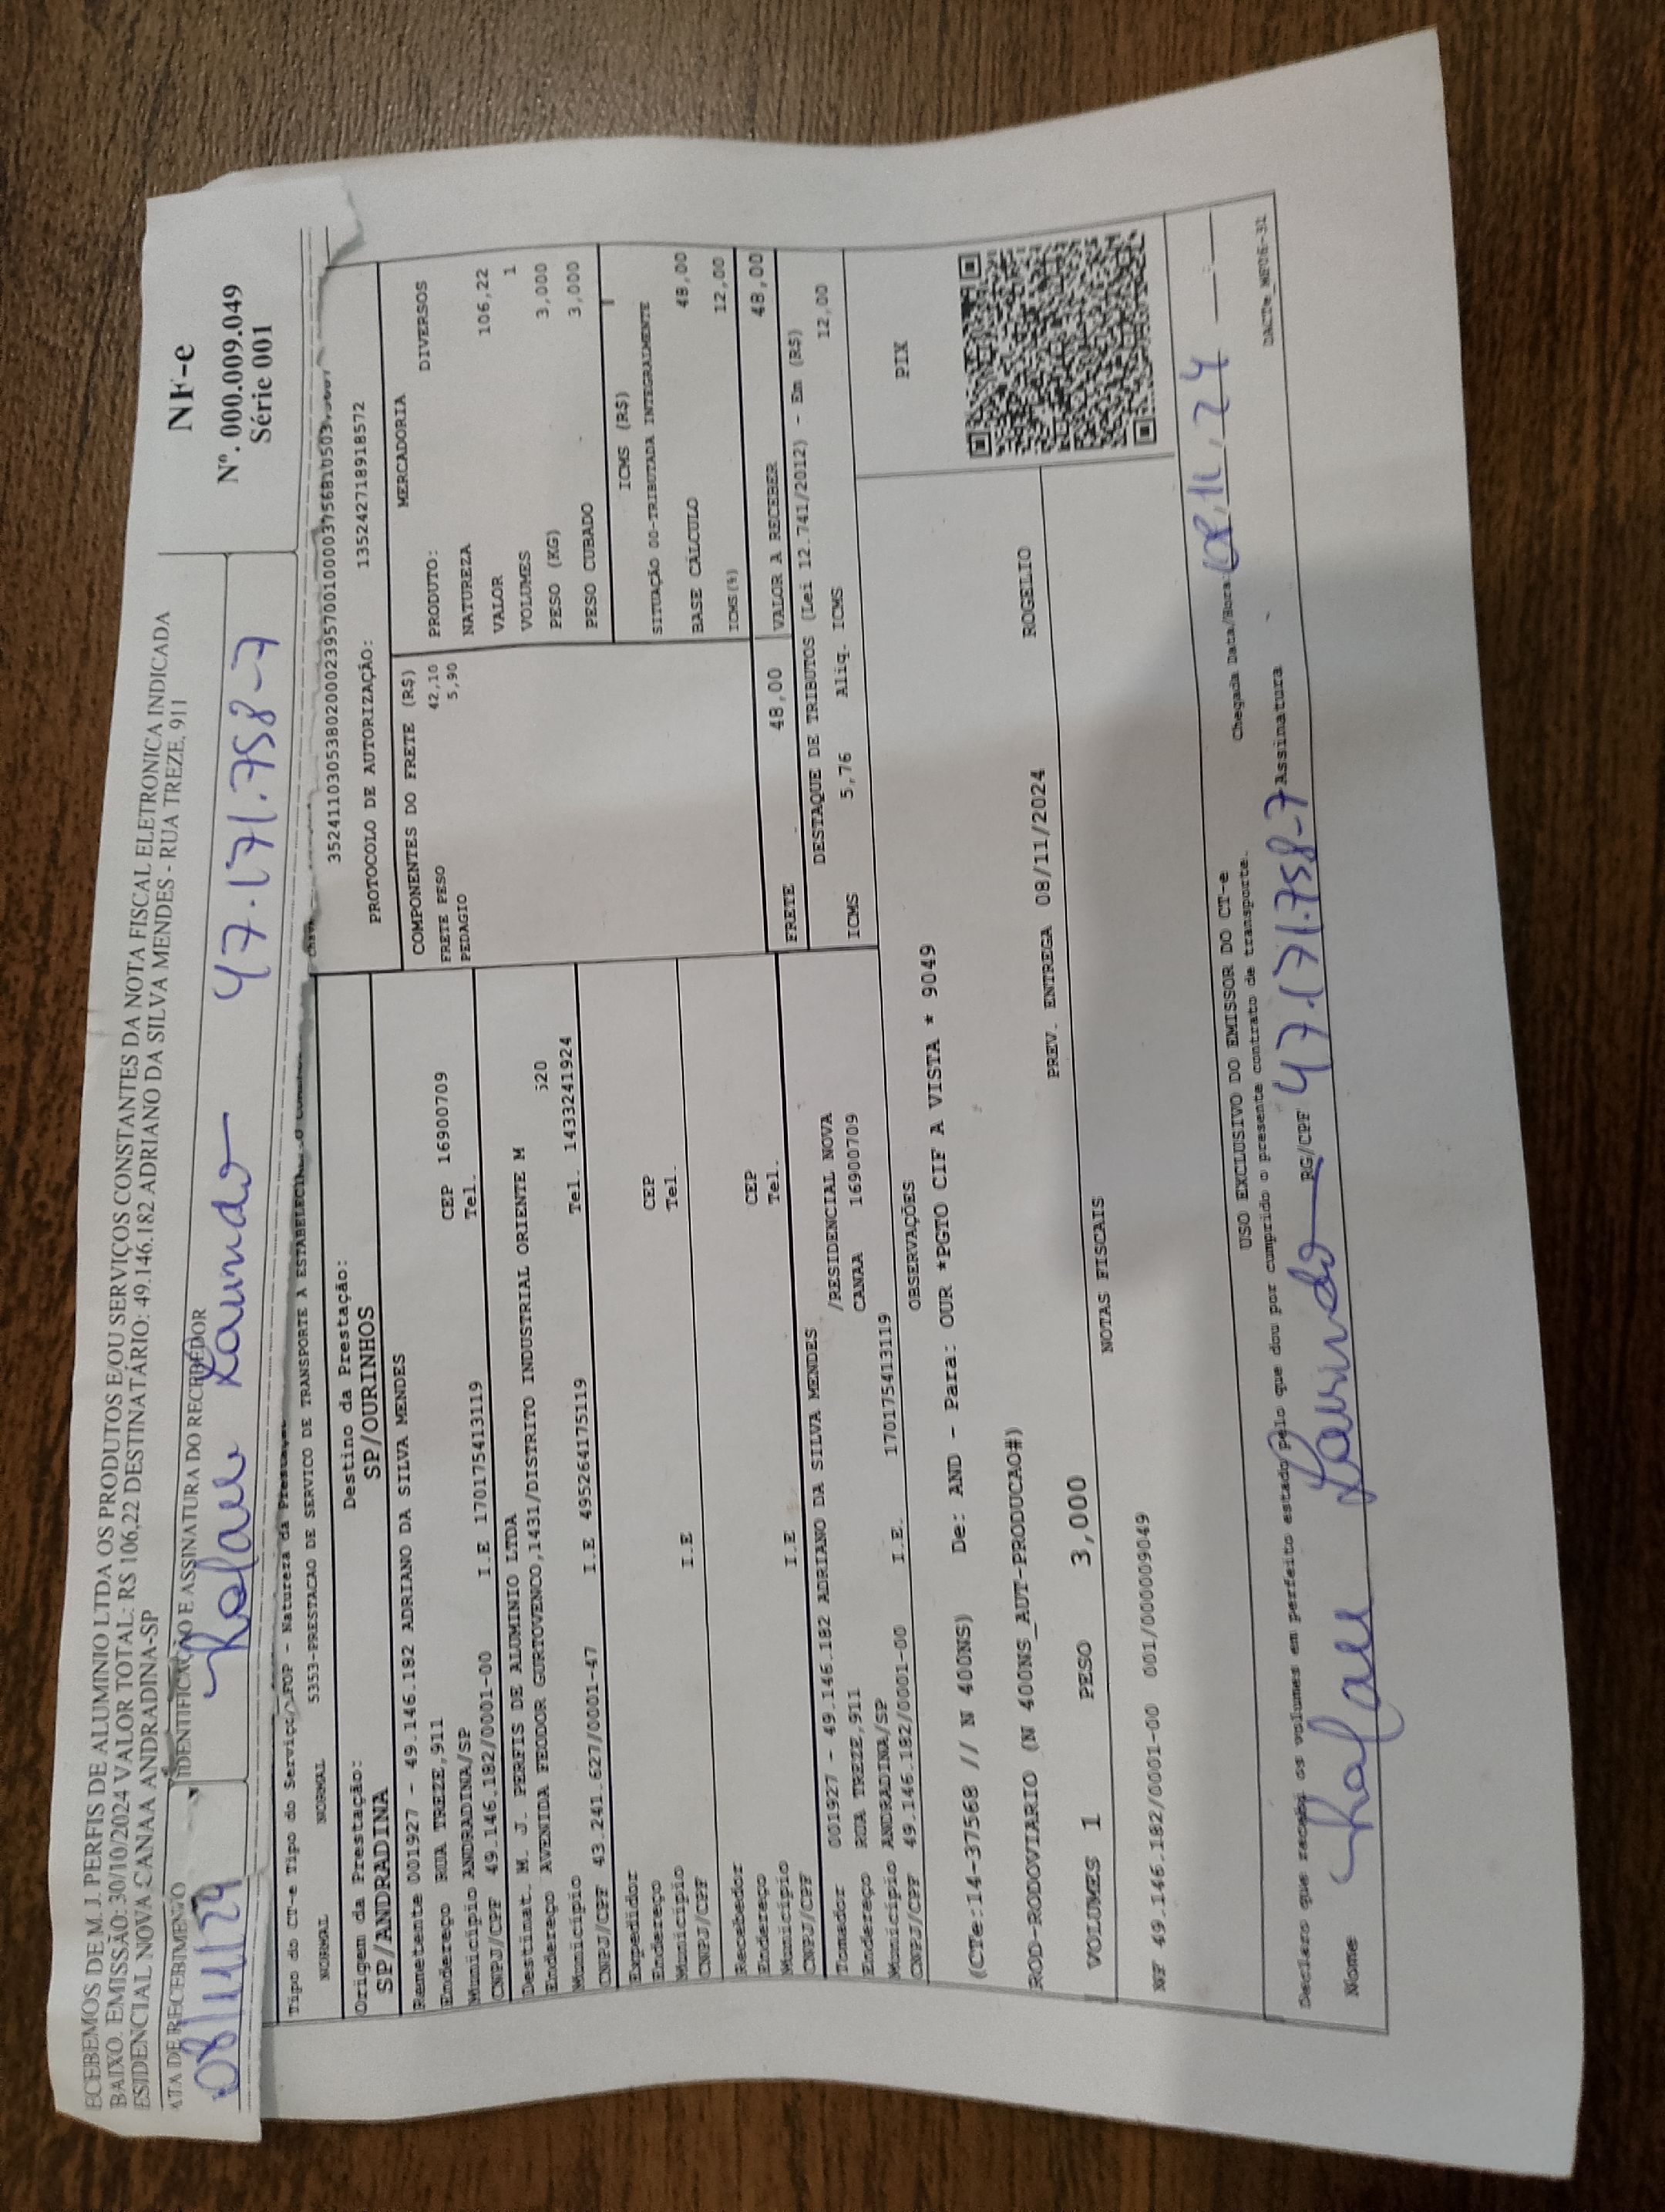 ECEBEMOS DE M. J. PERFIS DE ALUMINIO LTDA OS PRODUTOS E/OU SERVIÇOS CONSTANTES DA NOTA FISCAL ELETRONICA INDICADA
BAIXO. EMISSÃO: 30/10/2024 VALOR TOTAL: R$ 106,22 DESTINATÁRIO: 49.146.182 ADRIANO DA SILVA MENDES - RUA TREZE, 911
ESIDENCIAL NOVA CANAA ANDRADINA-SP
NF-e
Nº. 000.009.049
Série 001
ATA DE RECEBIMENTO
IDENTIFICAÇÃO E ASSINATURA DO RECEBEDOR
08/11/24 Rafael 47.171.758-7
Tipo do CT-e Tipo do Serviço
NORMAL NORMAL
- Natureza da
5353-PRESTACAO DE SERVICO DE TRANSPORTE A
PROTOCOLO DE AUTORIZAÇÃO: 135242718918572
Origem da Prestação:
SP/ANDRADINA
Destino da Prestação:
SP/OURINHOS
Remetente 001927 - 49.146.182 ADRIANO DA SILVA MENDES
Endereço RUA TREZE,911 CEP 16900709
Município ANDRADINA/SP Tel.
CNPJ/CPF 49.146.182/0001-00 I.E 170175413119
Destinat. M. J. PERFIS DE ALUMINIO LTDA
Endereço AVENIDA FEODOR GURTOVENCO,1431/DISTRITO INDUSTRIAL ORIENTE M
Município Tel. 1433241924
CNPJ/CPF 43.241.627/0001-47 I.E 495264175119
Expedidor
Endereço CEP
Município Tel.
CNPJ/CPF I.E
Recebedor
Endereço CEP
Município Tel.
CNPJ/CPF I.E
Tomador 001927 - 49.146.182 ADRIANO DA SILVA MENDES
Endereço RUA TREZE,911 /RESIDENCIAL NOVA CANAA
Município ANDRADINA/SP 16900709
CNPJ/CPF 49.146.182/0001-00 I.E. 170175413119
COMPONENTES DO FRETE (R$)
FRETE PESO 42,10
PEDAGIO 5,90
MERCADORIA
PRODUTO: DIVERSOS
NATUREZA
VALOR 106,22
VOLUMES 1
PESO (KG) 3,000
PESO CUBADO 3,000
ICMS (R$)
SITUAÇÃO 00-TRIBUTADA INTEGRALMENTE
BASE CÁLCULO 48,00
ICMS(%) 12,00
FRETE 48,00 VALOR A RECEBER 48,00
DESTAQUE DE TRIBUTOS (Lei 12.741/2012) - Em (R$)
ICMS 5,76 Aliq. ICMS 12,00
OBSERVAÇÕES
(CTe:14-37568 // N 400NS) De: AND - Para: OUR *PGTO CIF A VISTA * 9049
ROD-RODOVIARIO (N 400NS_AUT-PRODUCAO#) ROGELIO
VOLUMES 1 PESO 3,000 PREV. ENTREGA 08/11/2024
PIX
NOTAS FISCAIS
NF 49.146.182/0001-00 001/000009049
USO EXCLUSIVO DO EMISSOR DO CT-e
Chegada Data/Hora: 08,11,24
Declaro que recebi os volumes em perfeito estado pelo que dou por cumprido o presente contrato de transporte.
Nome Rafael RG/CPF 47.171.758-7 Assinatura
DACTe_MF06-31